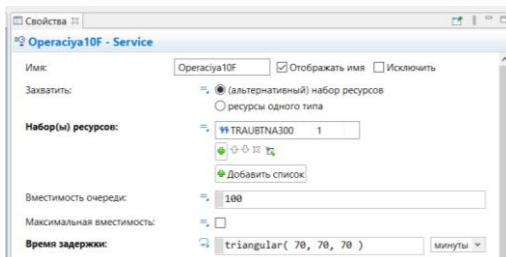 Свойства
Operaciya10F - Service
Имя: Operaciya10F Отображать имя Исключить
Захватить: (альтернативный) набор ресурсов
ресурсы одного типа
Набор(ы) ресурсов: TRAUBTNA300 1
Добавить список
Вместимость очереди: 100
Максимальная вместимость:
Время задержки: triangular( 70, 70, 70 ) минуты